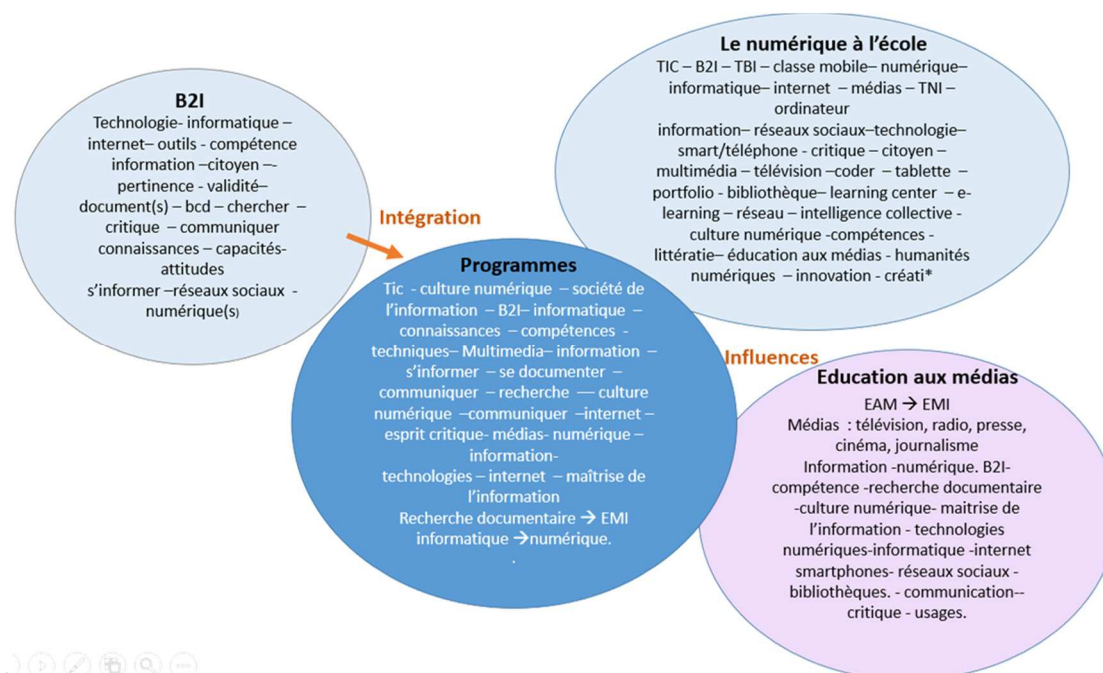 B2I
Technologie- informatique –
internet– outils - compétence
information –citoyen –-
pertinence - validité–
document(s) – bcd – chercher –
critique – communiquer
connaissances – capacités-
attitudes
s’informer –réseaux sociaux -
numérique(s)
Intégration
Le numérique à l’école
TIC – B2I – TBI – classe mobile– numérique–
informatique– internet – médias – TNI –
ordinateur
information– réseaux sociaux–technologie–
smart/téléphone - critique – citoyen –
multimédia – télévision –coder – tablette –
portfolio - bibliothèque– learning center – e-
learning – réseau – intelligence collective -
culture numérique -compétences -
littératie– éducation aux médias - humanités
numériques – innovation - créati*
Programmes
Tic - culture numérique – société de
l’information – B2I– informatique –
connaissances – compétences -
techniques– Multimedia– information –
s’informer – se documenter –
communiquer – recherche –– culture
numérique –communiquer –internet –
esprit critique- médias- numérique –
information-
technologies – internet – maîtrise de
l’information
Recherche documentaire → EMI
informatique →numérique.
.
Influences
Education aux médias
EAM → EMI
Médias : télévision, radio, presse,
cinéma, journalisme
Information -numérique. B2I-
compétence -recherche documentaire
-culture numérique- maitrise de
l’information - technologies
numériques-informatique -internet
smartphones- réseaux sociaux -
bibliothèques. - communication--
critique - usages.